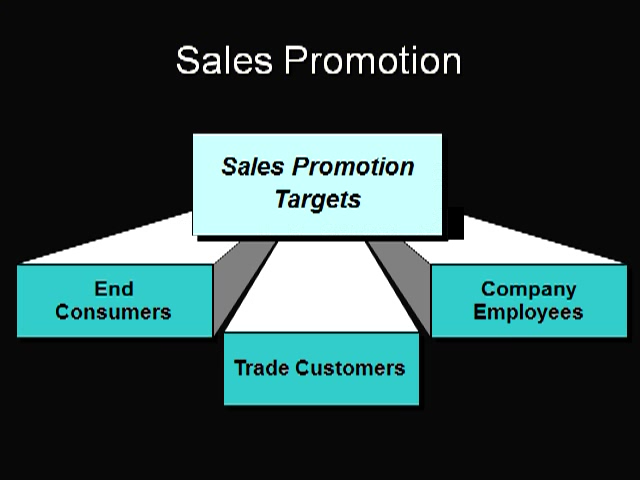 Sales Promotion
Sales Promotion
Targets
End
Consumers
Company
Employees
Trade Customers